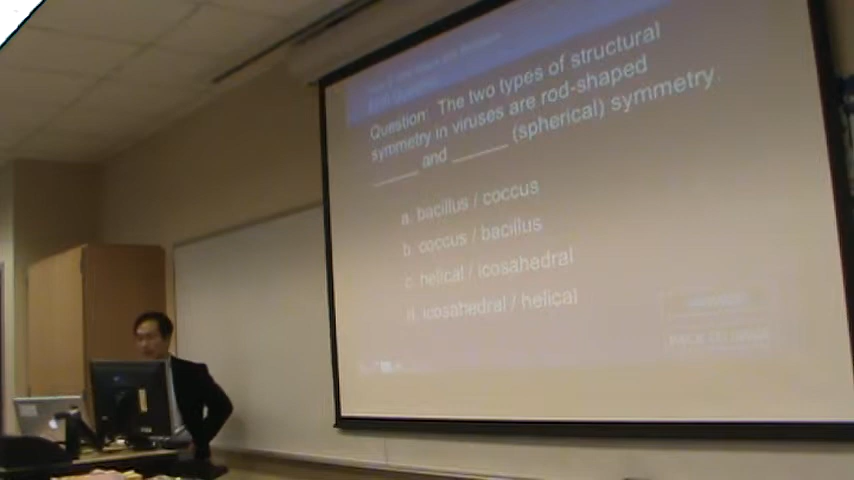 Question: The two types of structural
symmetry in viruses are rod-shaped
______ and ______ (spherical) symmetry.
a. bacillus / coccus
b. coccus / bacillus
c. helical / icosahedral
d. icosahedral / helical